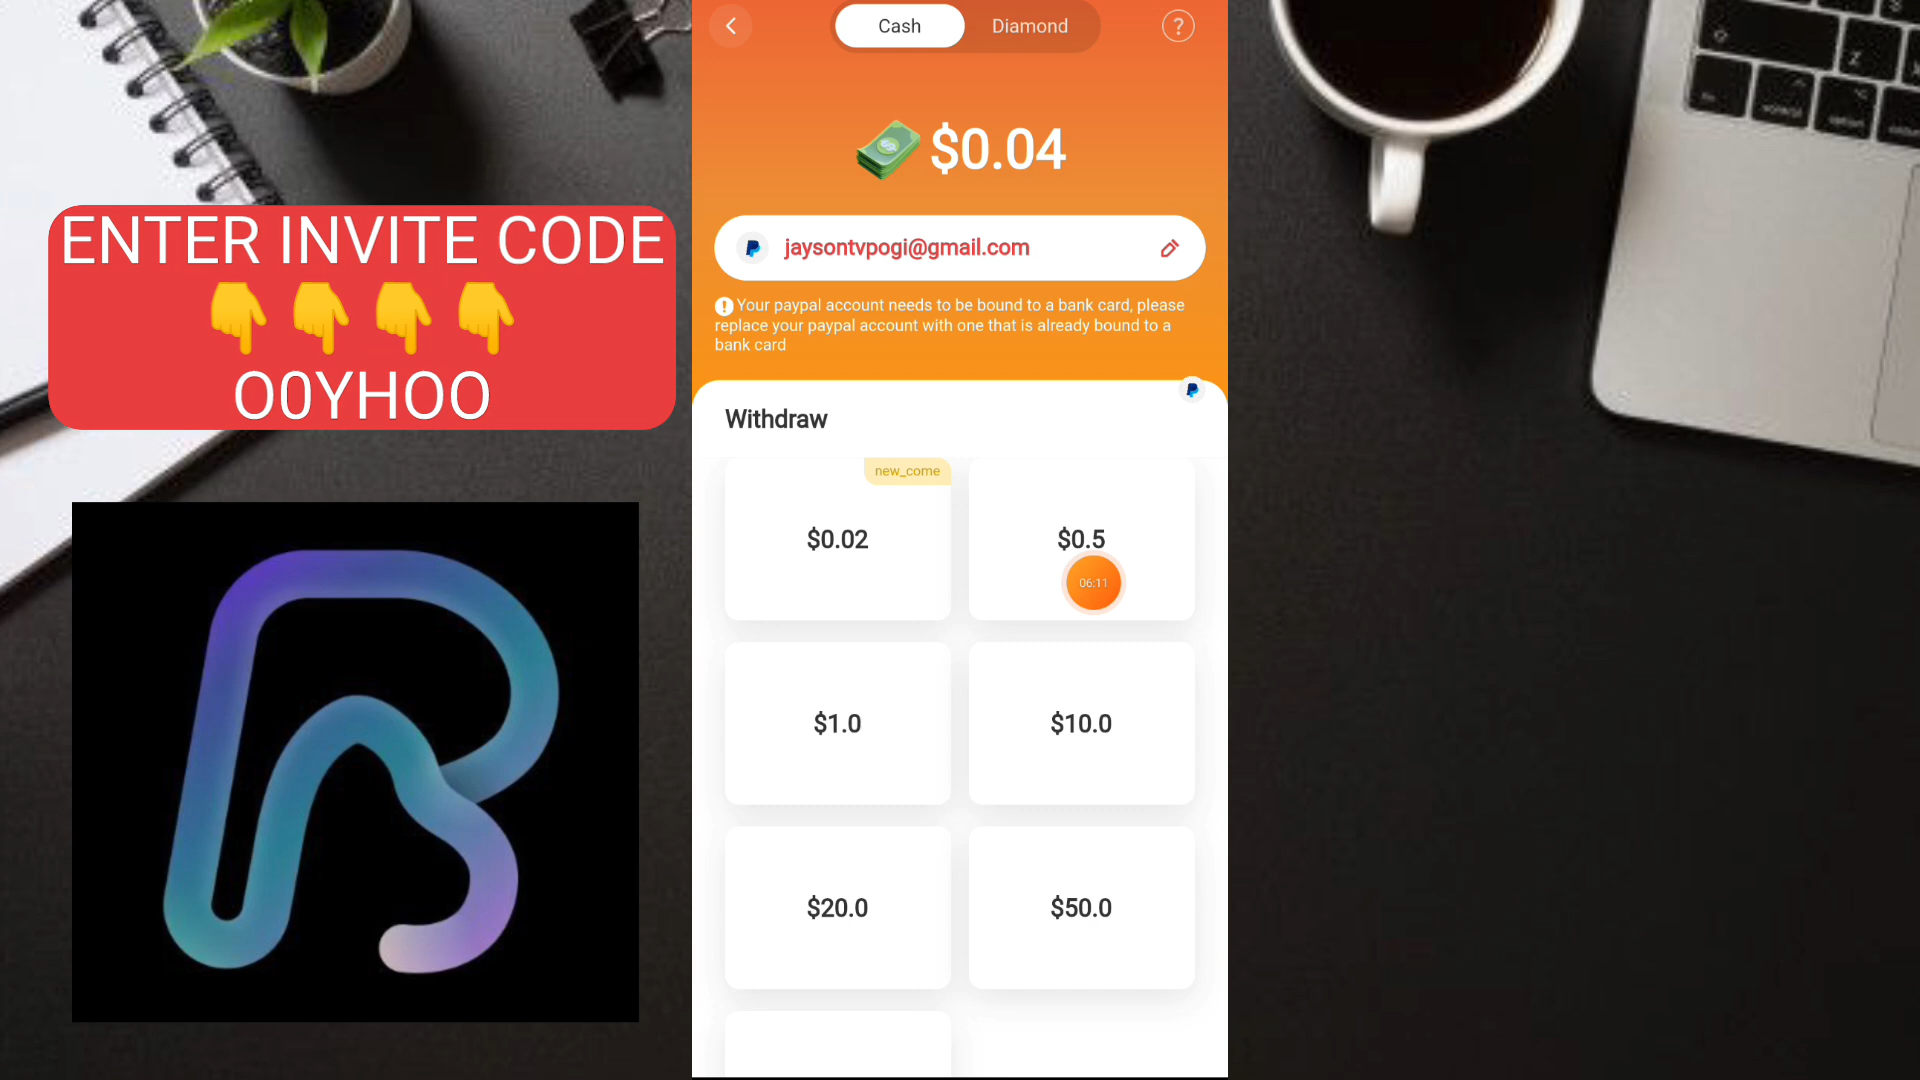 Cash
Diamond
?
$0.04
ENTER INVITE CODE
O0YHOO
jaysontvpogi@gmail.com
Your paypal account needs to be bound to a bank card, please
replace your paypal account with one that is already bound to a
bank card
Withdraw
new_come
$0.02
$0.5
06:11
$1.0
$10.0
$20.0
$50.0